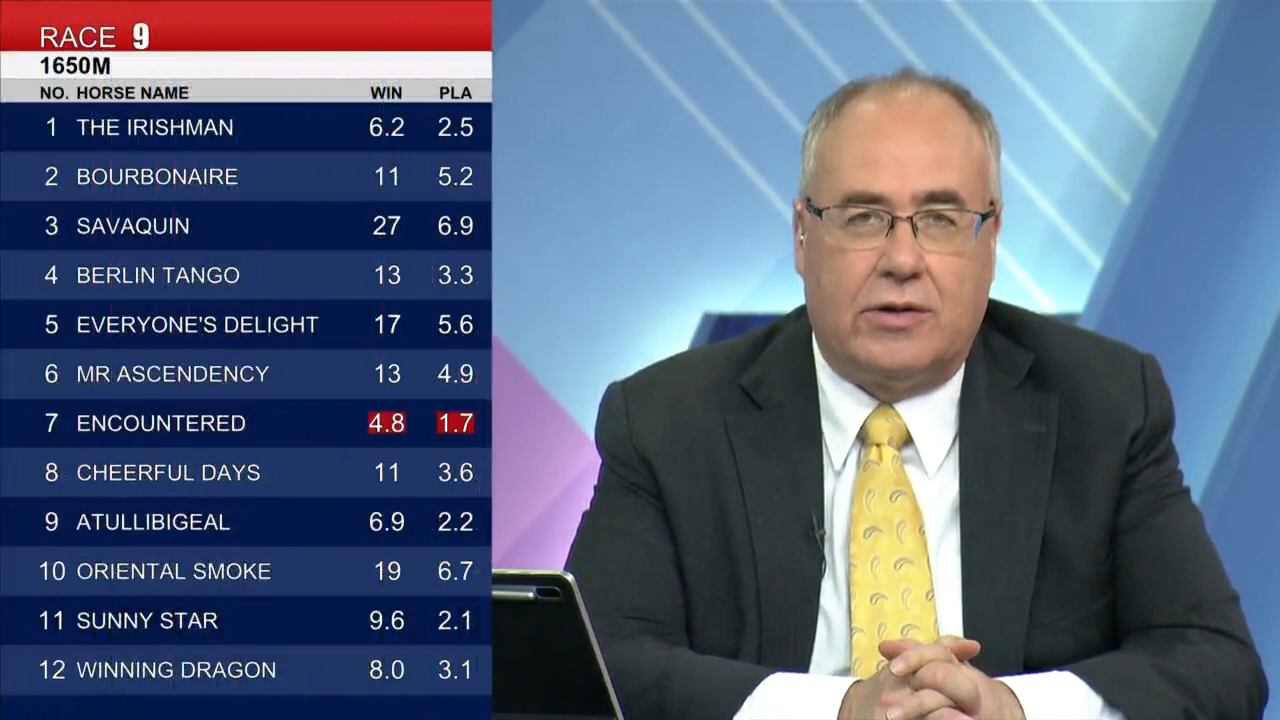 RACE 9
1650M
NO. HORSE NAME WIN PLA
1 THE IRISHMAN 6.2 2.5
2 BOURBONAIRE 11 5.2
3 SAVAQUIN 27 6.9
4 BERLIN TANGO 13 3.3
5 EVERYONE'S DELIGHT 17 5.6
6 MR ASCENDENCY 13 4.9
7 ENCOUNTERED 4.8 1.7
8 CHEERFUL DAYS 11 3.6
9 ATULLIBIGEAL 6.9 2.2
10 ORIENTAL SMOKE 19 6.7
11 SUNNY STAR 9.6 2.1
12 WINNING DRAGON 8.0 3.1